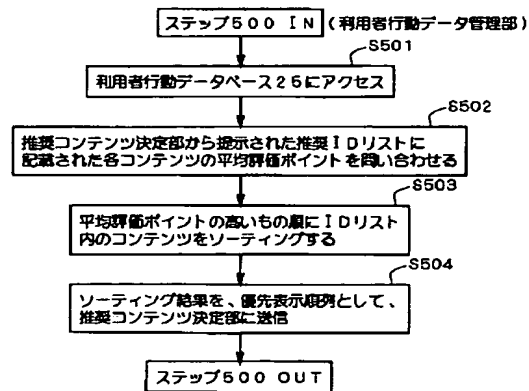 ステップ500 IN (利用者行動データ管理部)
S501
利用者行動データベース25にアクセス
S502
推奨コンテンツ決定部から提示された推奨IDリストに
記載された各コンテンツの平均評価ポイントを問い合わせる
S503
平均評価ポイントの高いもの順にIDリスト
内のコンテンツをソーティングする
S504
ソーティング結果を、優先表示序列として、
推奨コンテンツ決定部に送信
ステップ500 OUT